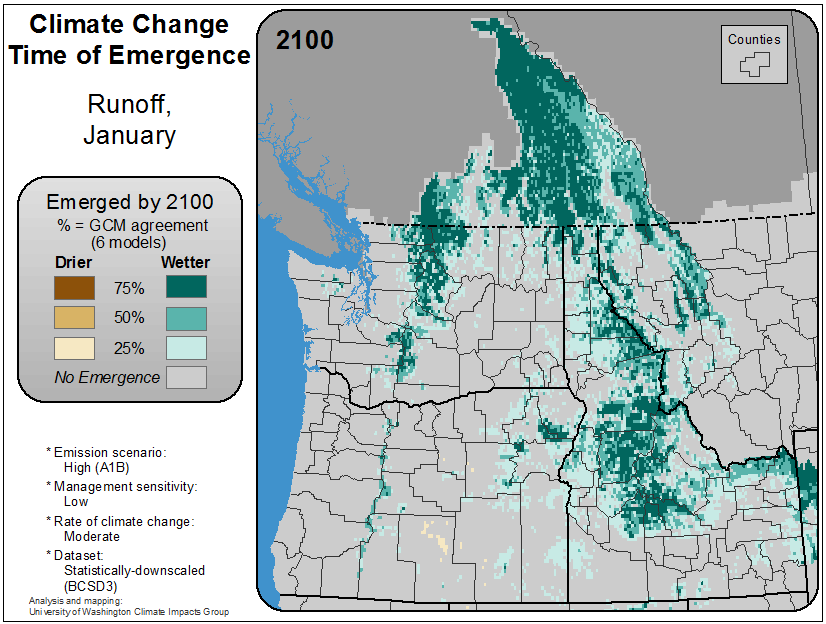 Climate Change
Time of Emergence
Runoff,
January
Emerged by 2100
% = GCM agreement
(6 models)
Drier Wetter
75%
50%
25%
No Emergence
* Emission scenario:
High (A1B)
* Management sensitivity:
Low
* Rate of climate change:
Moderate
* Dataset:
Statistically-downscaled
(BCSD3)
Analysis and mapping:
University of Washington Climate Impacts Group
2100
Counties